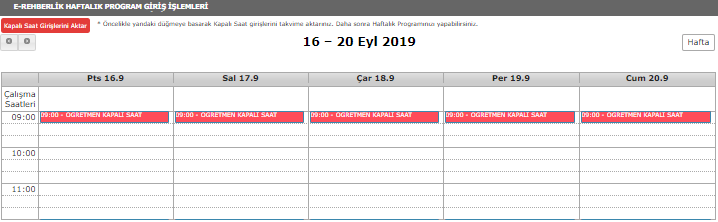 E-REHBERLİK HAFTALIK PROGRAM GİRİŞ İŞLEMLERİ
Kapalı Saat Girişlerini Aktar * Öncelikle yandaki düğmeye basarak Kapalı Saat girişlerini takvime aktarınız. Daha sonra Haftalık Programınızı yapabilirsiniz.
16 – 20 Eyl 2019 Hafta
Pts 16.9 Sal 17.9 Çar 18.9 Per 19.9 Cum 20.9
Çalışma
Saatleri
09:00 09:00 - OGRETMEN KAPALI SAAT 09:00 - OGRETMEN KAPALI SAAT 09:00 - OGRETMEN KAPALI SAAT 09:00 - OGRETMEN KAPALI SAAT 09:00 - OGRETMEN KAPALI SAAT
10:00
11:00